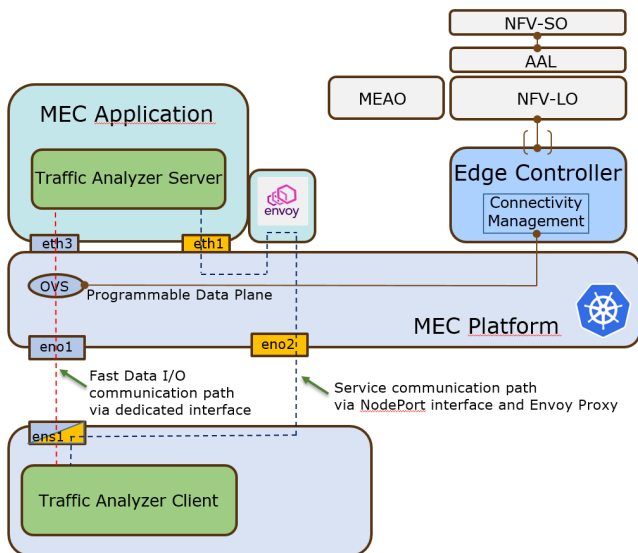 NFV-SO
AAL
MEAO
NFV-LO
MEC Application
Traffic Analyzer Server
envoy
Edge Controller
Connectivity
Management
eth3
eth1
OVS
Programmable Data Plane
MEC Platform
eno1
eno2
Fast Data I/O
communication path
via dedicated interface
Service communication path
via NodePort interface and Envoy Proxy
ens1
Traffic Analyzer Client